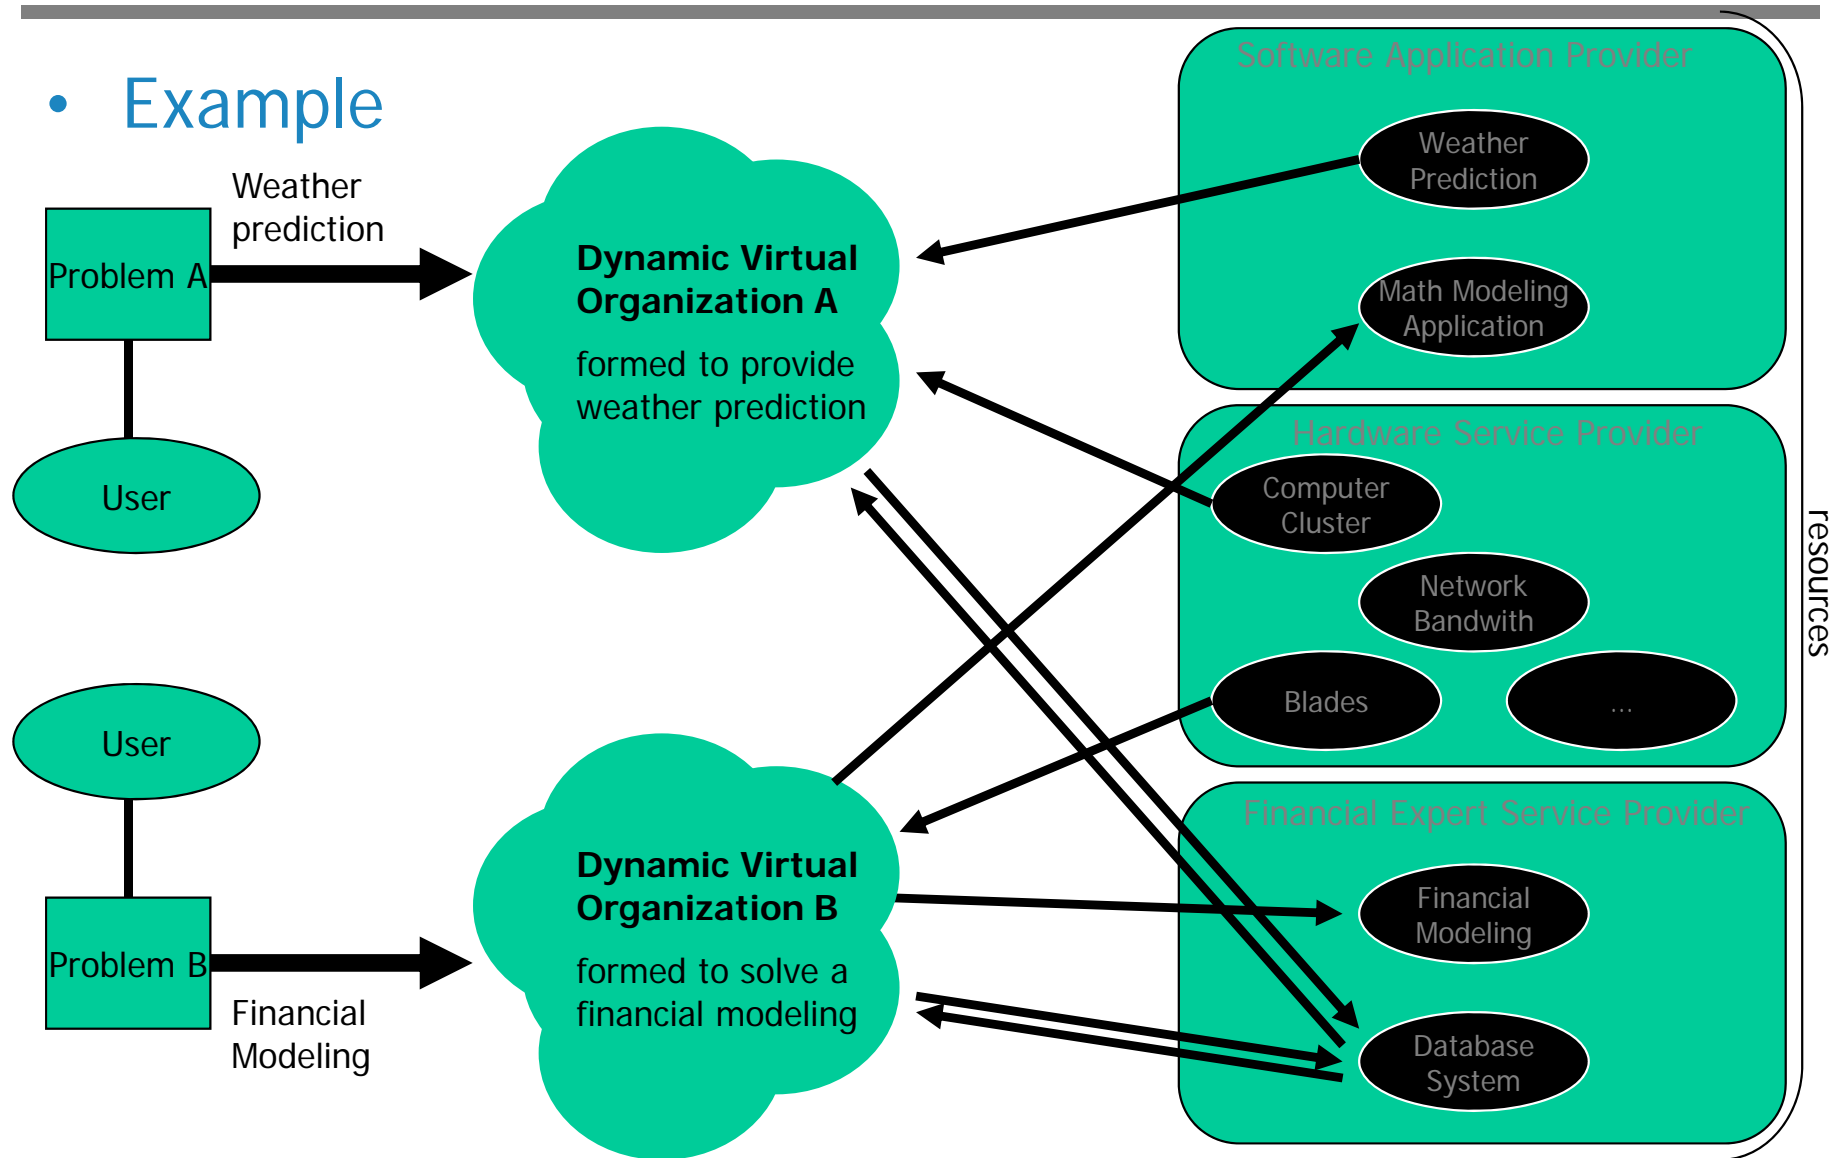 • Example
Weather
prediction
Problem A
User
Dynamic Virtual
Organization A
formed to provide
weather prediction
User
Problem B
Financial
Modeling
Dynamic Virtual
Organization B
formed to solve a
financial modeling
Software Application Provider
Weather
Prediction
Math Modeling
Application
Hardware Service Provider
Computer
Cluster
Network
Bandwith
Blades
...
Financial Expert Service Provider
Financial
Modeling
Database
System
resources